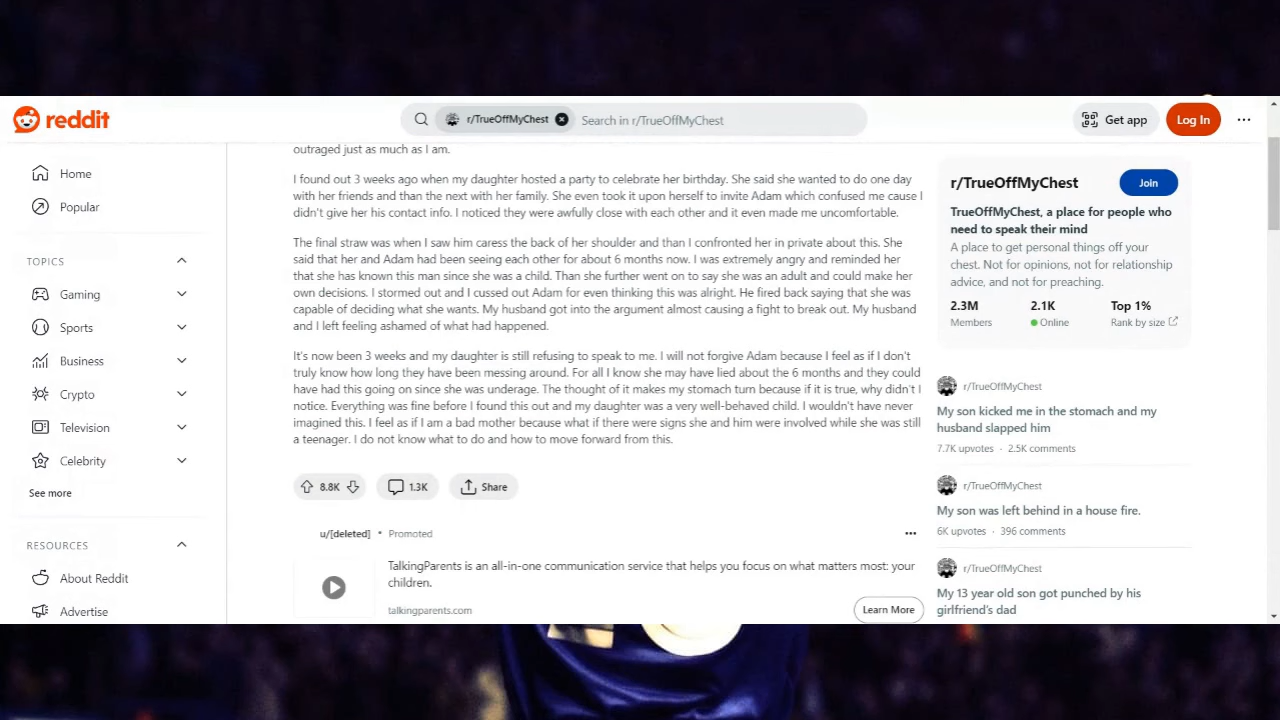 reddit
r/TrueOffMyChest
Search in r/TrueOffMyChest
Get app
Log In
Home
Popular
TOPICS
Gaming
Sports
Business
Crypto
Television
Celebrity
See more
RESOURCES
About Reddit
Advertise
outraged just as much as I am.
I found out 3 weeks ago when my daughter hosted a party to celebrate her birthday. She said she wanted to do one day
with her friends and than the next with her family. She even took it upon herself to invite Adam which confused me cause I
didn't give her his contact info. I noticed they were awfully close with each other and it even made me uncomfortable.
The final straw was when I saw him caress the back of her shoulder and than I confronted her in private about this. She
said that her and Adam had been seeing each other for about 6 months now. I was extremely angry and reminded her
that she has known this man since she was a child. Than she further went on to say she was an adult and could make her
own decisions. I stormed out and I cussed out Adam for even thinking this was alright. He fired back saying that she was
capable of deciding what she wants. My husband got into the argument almost causing a fight to break out. My husband
and I left feeling ashamed of what had happened.
It's now been 3 weeks and my daughter is still refusing to speak to me. I will not forgive Adam because I feel as if I don't
truly know how long they have been messing around. For all I know she may have lied about the 6 months and they could
have had this going on since she was underage. The thought of it makes my stomach turn because if it is true, why didn't I
notice. Everything was fine before I found this out and my daughter was a very well-behaved child. I wouldn't have never
imagined this. I feel as if I am a bad mother because what if there were signs she and him were involved while she was still
a teenager. I do not know what to do and how to move forward from this.
8.8K
1.3K
Share
u/[deleted] • Promoted
TalkingParents is an all-in-one communication service that helps you focus on what matters most: your
children.
talkingparents.com
Learn More
r/TrueOffMyChest
Join
TrueOffMyChest, a place for people who
need to speak their mind
A place to get personal things off your
chest. Not for opinions, not for relationship
advice, and not for preaching.
2.3M 2.1K Top 1%
Members Online Rank by size
r/TrueOffMyChest
My son kicked me in the stomach and my
husband slapped him
7.7K upvotes · 2.5K comments
r/TrueOffMyChest
My son was left behind in a house fire.
6K upvotes · 396 comments
r/TrueOffMyChest
My 13 year old son got punched by his
girlfriend's dad